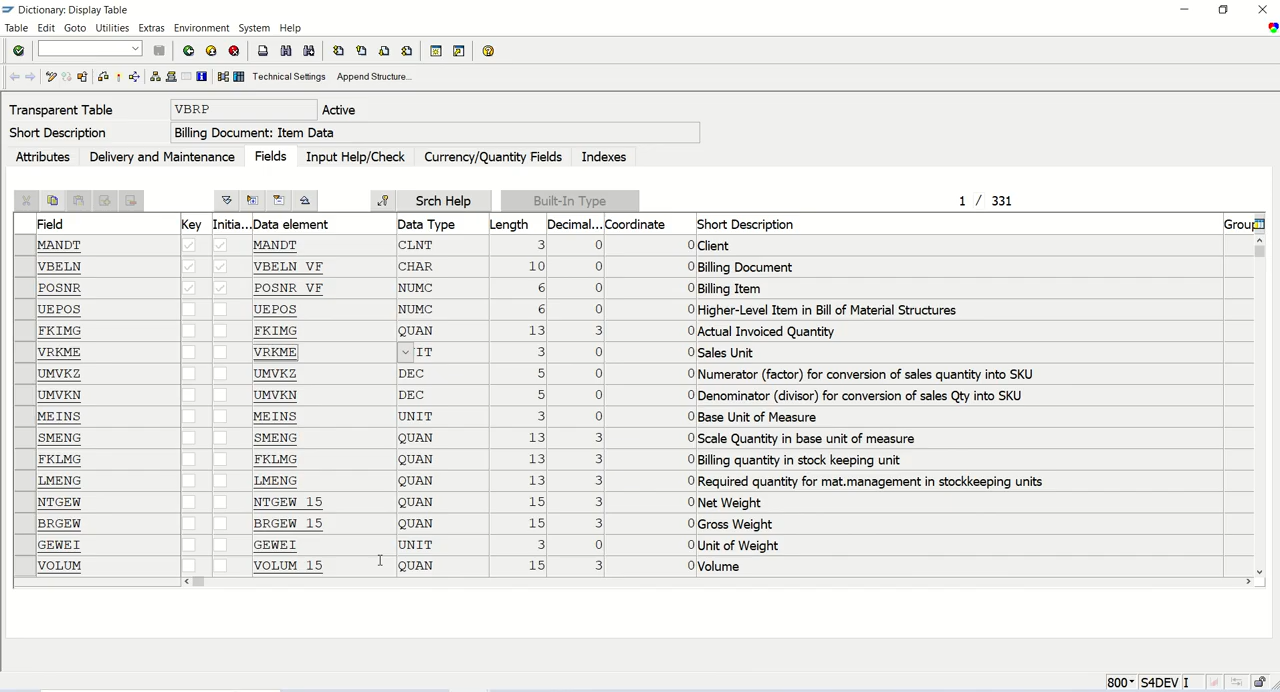 Dictionary: Display Table
Table Edit Goto Utilities Extras Environment System Help
Technical Settings Append Structure...
Transparent Table VBRP Active
Short Description Billing Document: Item Data
Attributes Delivery and Maintenance Fields Input Help/Check Currency/Quantity Fields Indexes
Srch Help Built-In Type 1 / 331
Field Key Initia... Data element Data Type Length Decimal... Coordinate Short Description Group
MANDT MANDT CLNT 3 0 0 Client
VBELN VBELN VF CHAR 10 0 0 Billing Document
POSNR POSNR VF NUMC 6 0 0 Billing Item
UEPOS UEPOS NUMC 6 0 0 Higher-Level Item in Bill of Material Structures
FKIMG FKIMG QUAN 13 3 0 Actual Invoiced Quantity
VRKME VRKME IT 3 0 0 Sales Unit
UMVKZ UMVKZ DEC 5 0 0 Numerator (factor) for conversion of sales quantity into SKU
UMVKN UMVKN DEC 5 0 0 Denominator (divisor) for conversion of sales Qty into SKU
MEINS MEINS UNIT 3 0 0 Base Unit of Measure
SMENG SMENG QUAN 13 3 0 Scale Quantity in base unit of measure
FKLMG FKLMG QUAN 13 3 0 Billing quantity in stock keeping unit
LMENG LMENG QUAN 13 3 0 Required quantity for mat.management in stockkeeping units
NTGEW NTGEW 15 QUAN 15 3 0 Net Weight
BRGEW BRGEW 15 QUAN 15 3 0 Gross Weight
GEWEI GEWEI UNIT 3 0 0 Unit of Weight
VOLUM VOLUM 15 QUAN 15 3 0 Volume
800 S4DEV I